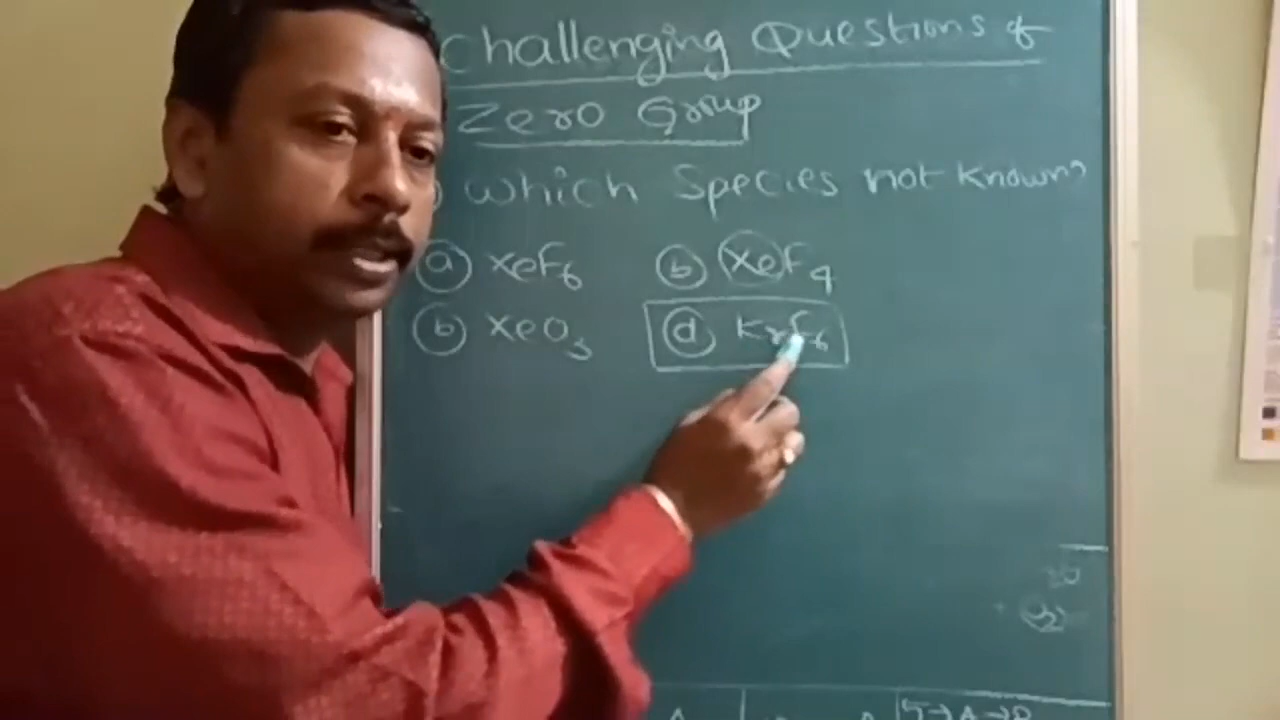 Challenging Questions of
Zero Group
) Which Species not known?
(a) XeF6 (b) XeF4
(b) XeO3 (d) KrF6